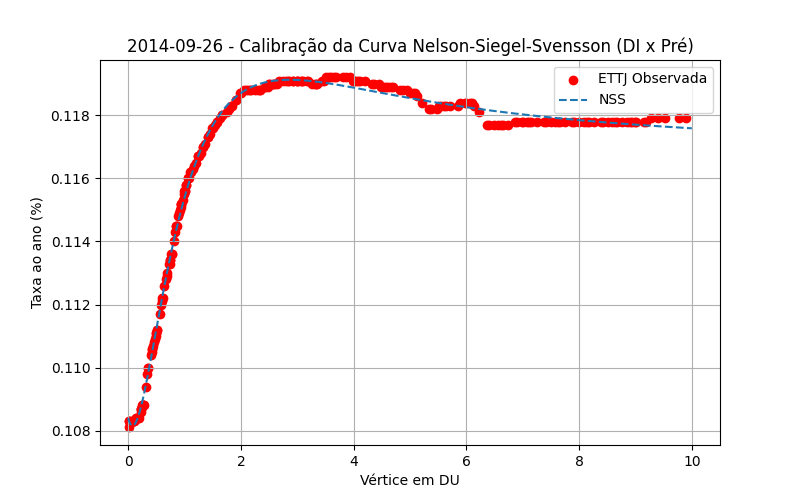 2014-09-26 - Calibração da Curva Nelson-Siegel-Svensson (DI x Pré)
ETTJ Observada
NSS
Taxa ao ano (%)
0.118
0.116
0.114
0.112
0.110
0.108
0 2 4 6 8 10
Vértice em DU